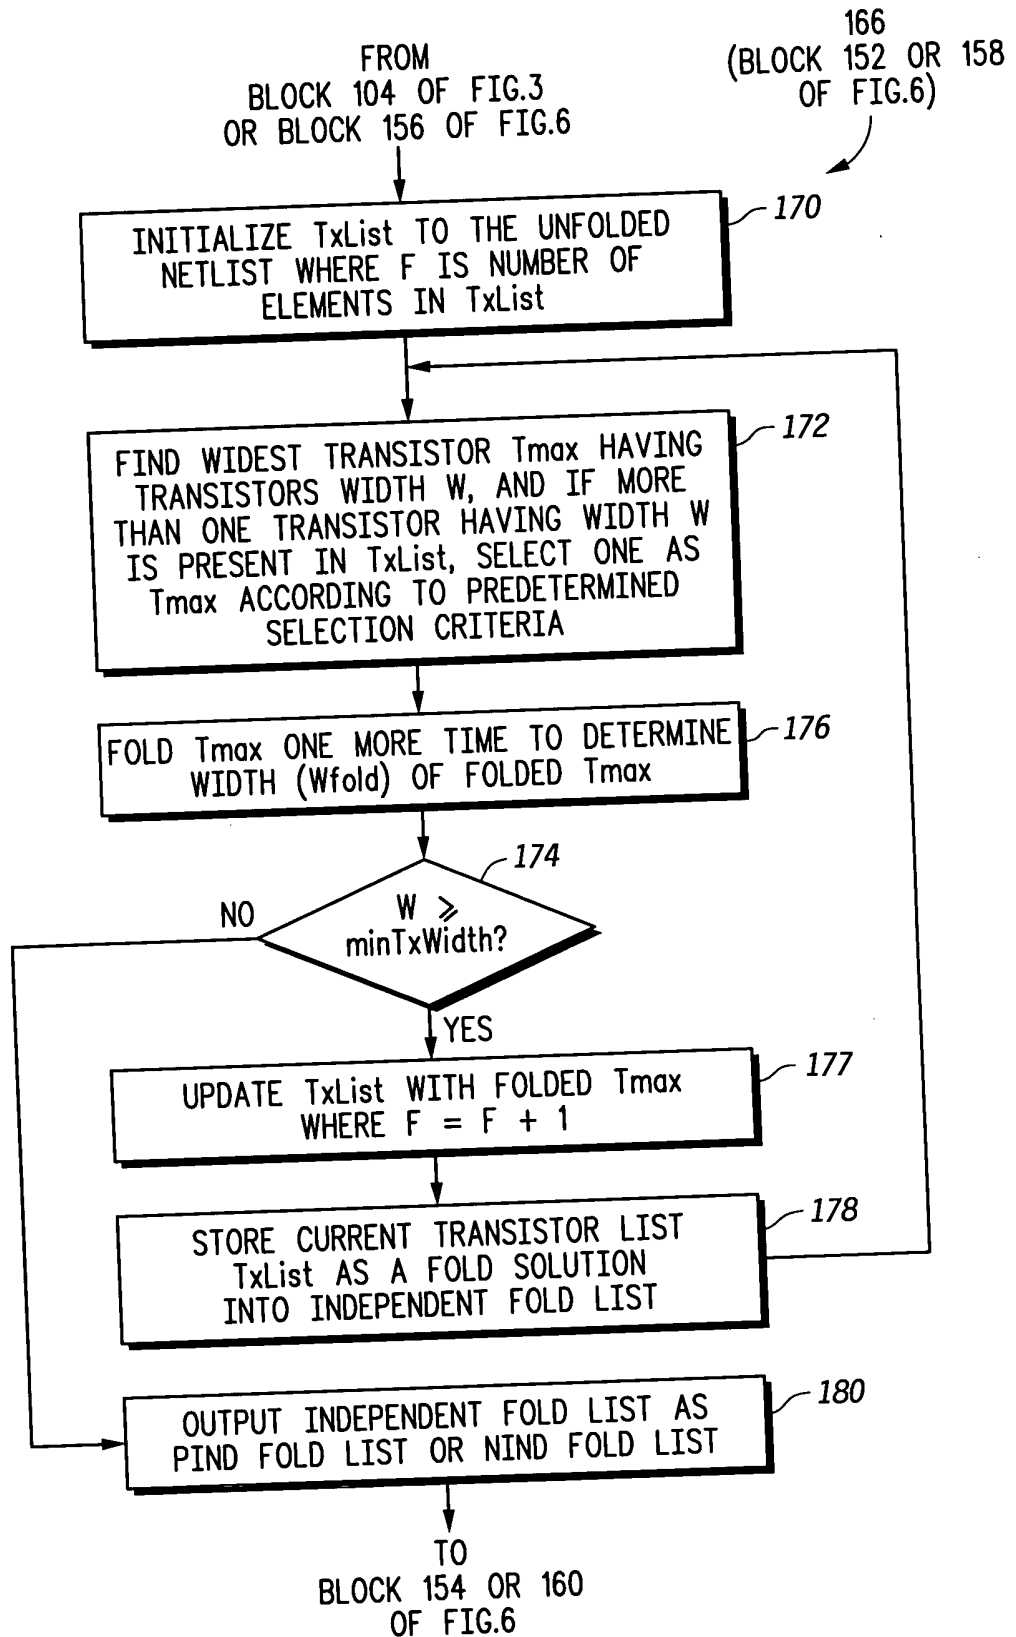 166
(BLOCK 152 OR 158
OF FIG.6)
FROM
BLOCK 104 OF FIG.3
OR BLOCK 156 OF FIG.6
170
INITIALIZE TxList TO THE UNFOLDED
NETLIST WHERE F IS NUMBER OF
ELEMENTS IN TxList
172
FIND WIDEST TRANSISTOR Tmax HAVING
TRANSISTORS WIDTH W, AND IF MORE
THAN ONE TRANSISTOR HAVING WIDTH W
IS PRESENT IN TxList, SELECT ONE AS
Tmax ACCORDING TO PREDETERMINED
SELECTION CRITERIA
176
FOLD Tmax ONE MORE TIME TO DETERMINE
WIDTH (Wfold) OF FOLDED Tmax
174
W ⩾
minTxWidth?
NO
YES
177
UPDATE TxList WITH FOLDED Tmax
WHERE F = F + 1
178
STORE CURRENT TRANSISTOR LIST
TxList AS A FOLD SOLUTION
INTO INDEPENDENT FOLD LIST
180
OUTPUT INDEPENDENT FOLD LIST AS
PIND FOLD LIST OR NIND FOLD LIST
TO
BLOCK 154 OR 160
OF FIG.6